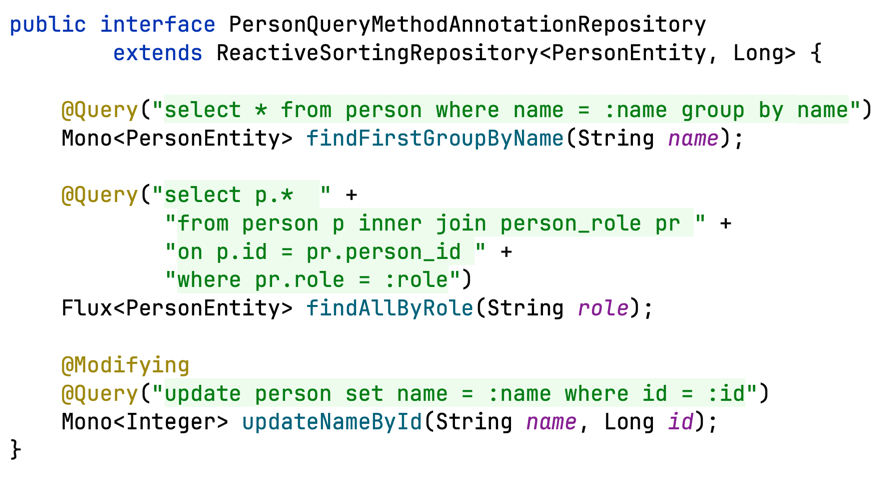 public interface PersonQueryMethodAnnotationRepository
        extends ReactiveSortingRepository<PersonEntity, Long> {
    @Query("select * from person where name = :name group by name")
    Mono<PersonEntity> findFirstGroupByName(String name);
    @Query("select p.*  " +
            "from person p inner join person_role pr " +
            "on p.id = pr.person_id " +
            "where pr.role = :role")
    Flux<PersonEntity> findAllByRole(String role);
    @Modifying
    @Query("update person set name = :name where id = :id")
    Mono<Integer> updateNameById(String name, Long id);
}